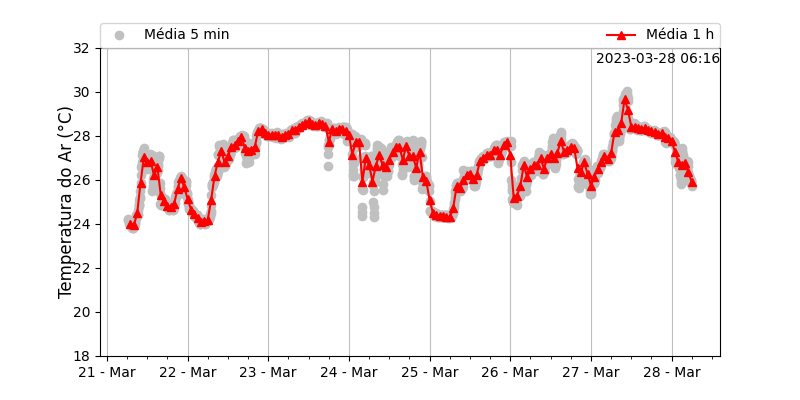 Média 5 min
Média 1 h
2023-03-28 06:16
Temperatura do Ar (°C)
32
30
28
26
24
22
20
18
21 - Mar
22 - Mar
23 - Mar
24 - Mar
25 - Mar
26 - Mar
27 - Mar
28 - Mar